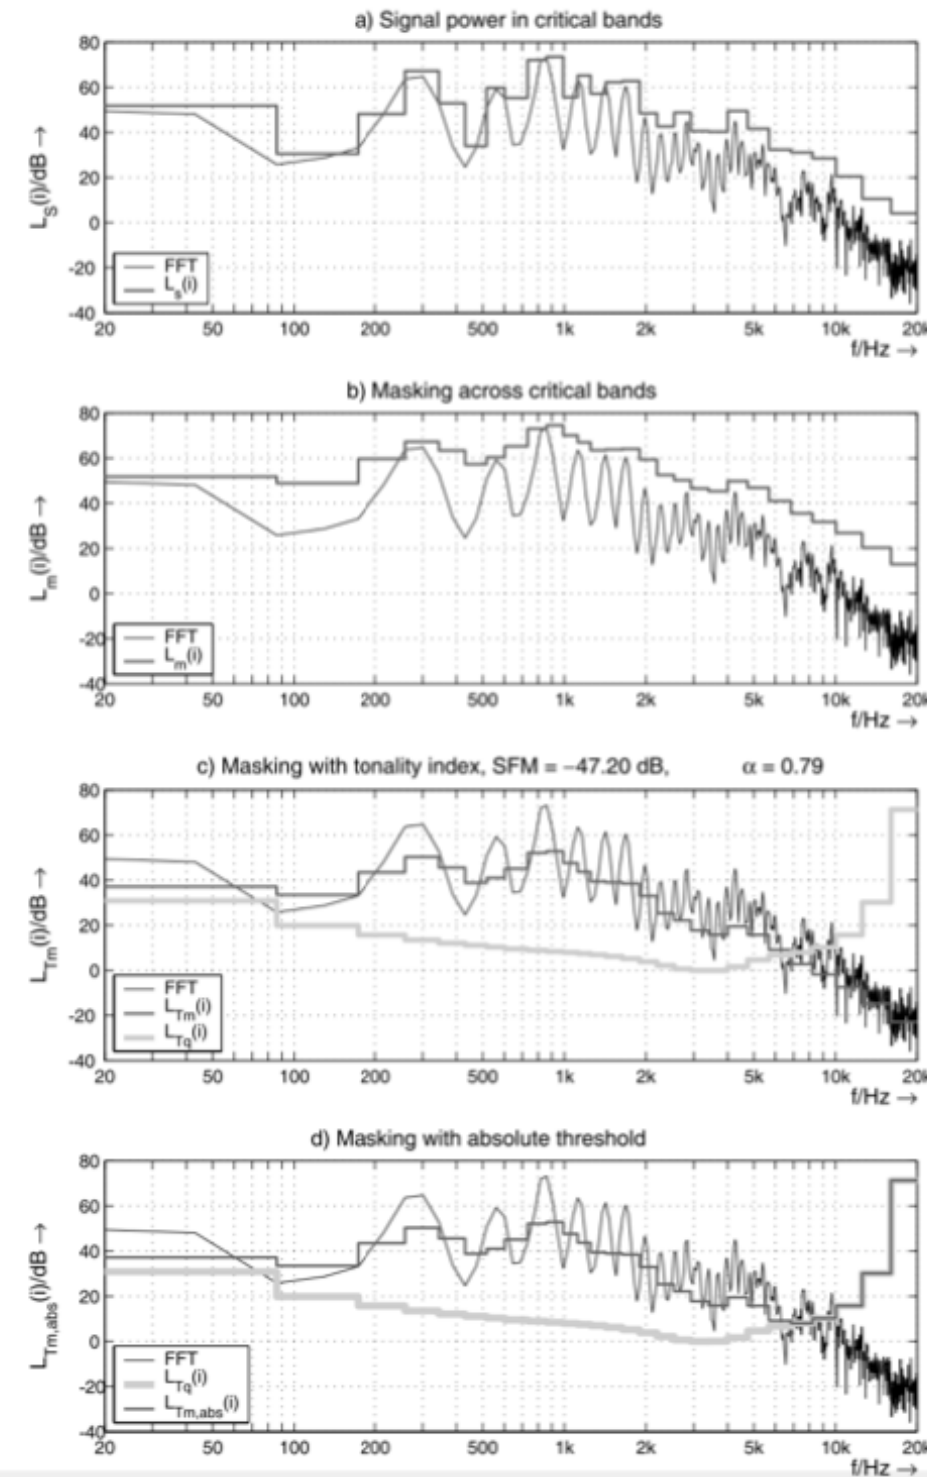 a) Signal power in critical bands
80
60
40
20
0
-20
-40
L_S(i)/dB →
FFT
L_s(i)
20 50 100 200 500 1k 2k 5k 10k 20k
f/Hz →
b) Masking across critical bands
80
60
40
20
0
-20
-40
L_m(i)/dB →
FFT
L_m(i)
20 50 100 200 500 1k 2k 5k 10k 20k
f/Hz →
c) Masking with tonality index, SFM = −47.20 dB, α = 0.79
80
60
40
20
0
-20
-40
L_Tm(i)/dB →
FFT
L_Tm(i)
L_Tq(i)
20 50 100 200 500 1k 2k 5k 10k 20k
f/Hz →
d) Masking with absolute threshold
80
60
40
20
0
-20
-40
L_Tm,abs(i)/dB →
FFT
L_Tq(i)
L_Tm,abs(i)
20 50 100 200 500 1k 2k 5k 10k 20k
f/Hz →